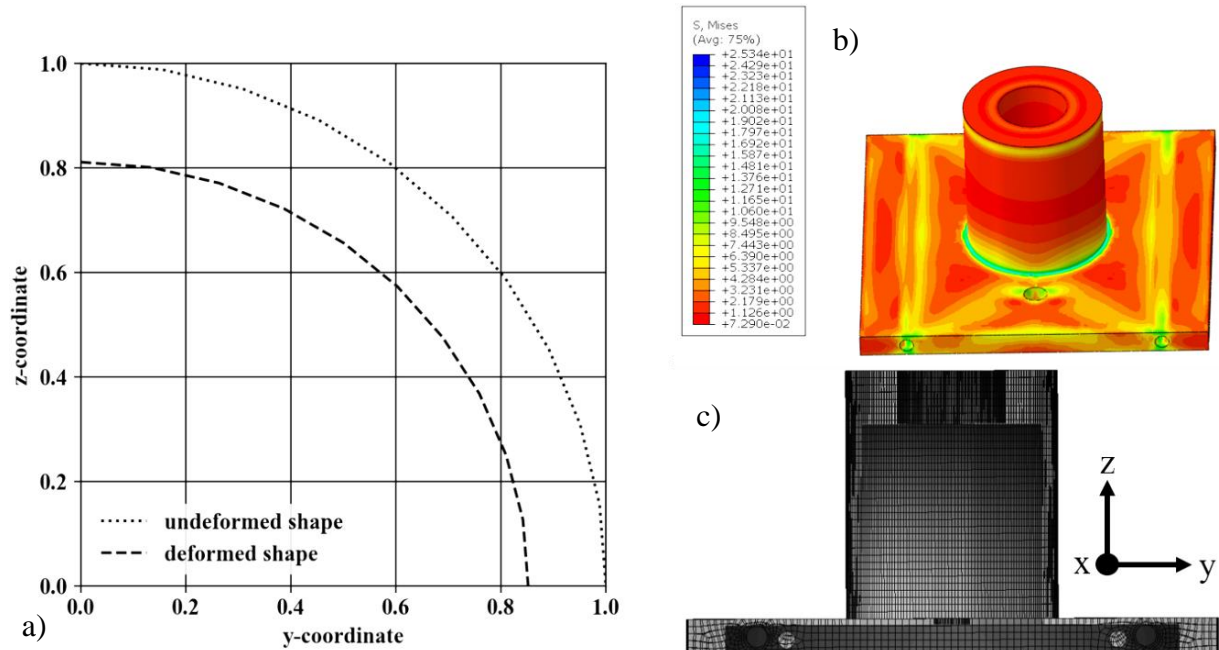 1.0
0.8
0.6
0.4
0.2
0.0
z-coordinate
undeformed shape
deformed shape
0.0 0.2 0.4 0.6 0.8 1.0
y-coordinate
a)
S, Mises
(Avg: 75%)
+2.534e+01
+2.429e+01
+2.323e+01
+2.218e+01
+2.113e+01
+2.008e+01
+1.902e+01
+1.797e+01
+1.692e+01
+1.587e+01
+1.481e+01
+1.376e+01
+1.271e+01
+1.165e+01
+1.060e+01
+9.548e+00
+8.495e+00
+7.443e+00
+6.390e+00
+5.337e+00
+4.284e+00
+3.231e+00
+2.179e+00
+1.126e+00
+7.290e-02
b)
c)
z
x
y